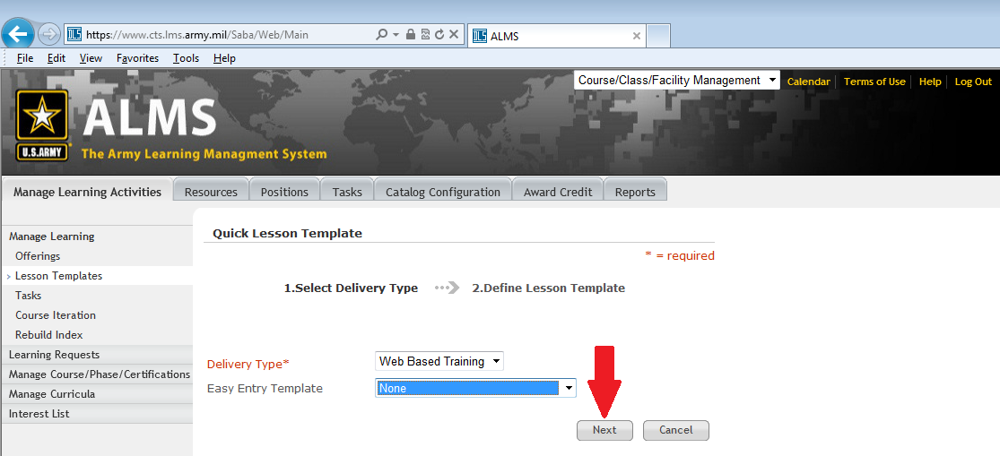 https://www.cts.lms.army.mil/Saba/Web/Main
ALMS
File Edit View Favorites Tools Help
Course/Class/Facility Management Calendar Terms of Use Help Log Out
ALMS
U.S.ARMY
The Army Learning Managment System
Manage Learning Activities Resources Positions Tasks Catalog Configuration Award Credit Reports
Quick Lesson Template
* = required
1.Select Delivery Type 2.Define Lesson Template
Manage Learning
Offerings
Lesson Templates
Tasks
Course Iteration
Rebuild Index
Learning Requests
Manage Course/Phase/Certifications
Manage Curricula
Interest List
Delivery Type* Web Based Training
Easy Entry Template None
Next Cancel